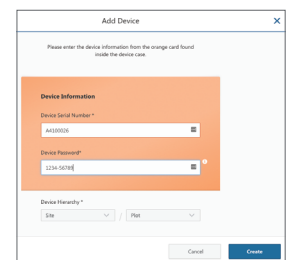 Add Device
Please enter the device information from the orange card found
inside the device case.
Device Information
Device Serial Number *
A4100026
Device Password*
1234-56789
Device Hierarchy *
Site / Plot
Cancel Create